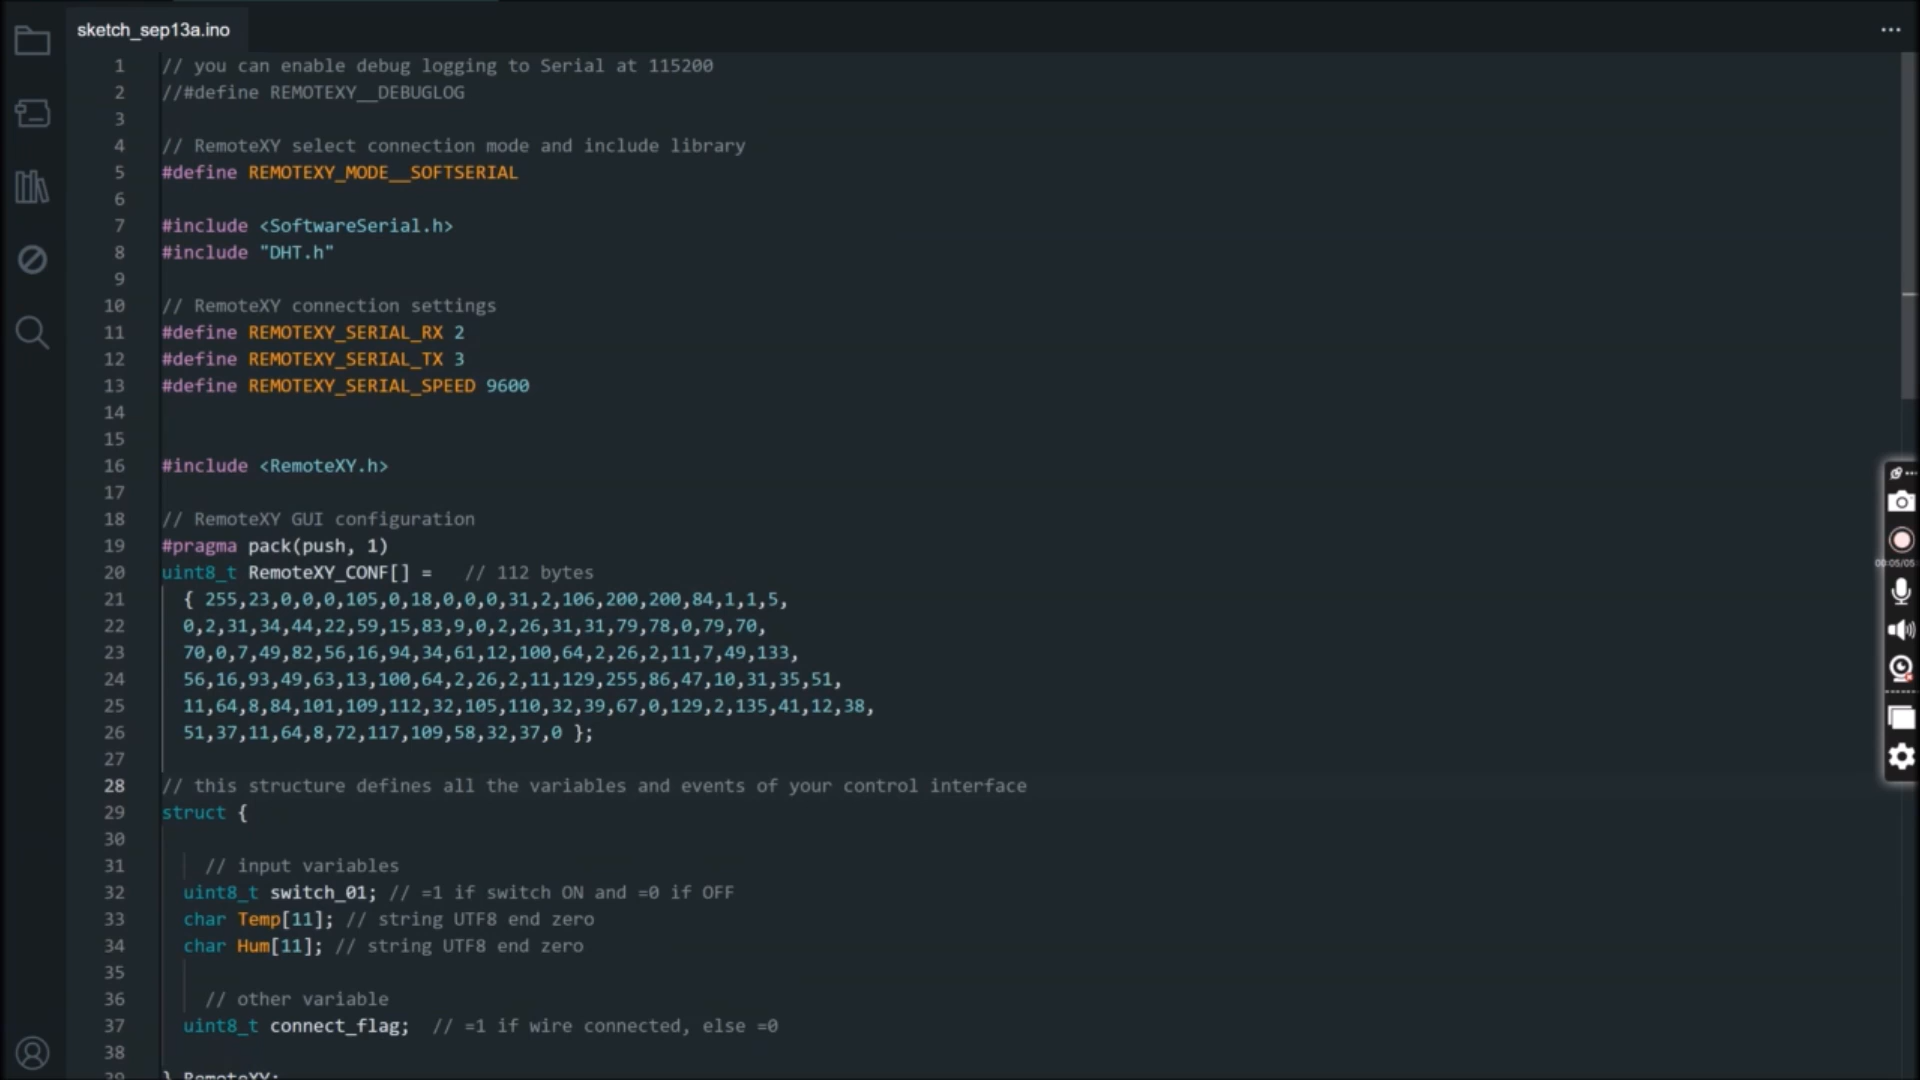 sketch_sep13a.ino
1 // you can enable debug logging to Serial at 115200
2 //#define REMOTEXY__DEBUGLOG
3
4 // RemoteXY select connection mode and include library
5 #define REMOTEXY_MODE__SOFTSERIAL
6
7 #include <SoftwareSerial.h>
8 #include "DHT.h"
9
10 // RemoteXY connection settings
11 #define REMOTEXY_SERIAL_RX 2
12 #define REMOTEXY_SERIAL_TX 3
13 #define REMOTEXY_SERIAL_SPEED 9600
14
15
16 #include <RemoteXY.h>
17
18 // RemoteXY GUI configuration
19 #pragma pack(push, 1)
20 uint8_t RemoteXY_CONF[] =   // 112 bytes
21 { 255,23,0,0,0,105,0,18,0,0,0,31,2,106,200,200,84,1,1,5,
22 0,2,31,34,44,22,59,15,83,9,0,2,26,31,31,79,78,0,79,70,
23 70,0,7,49,82,56,16,94,34,61,12,100,64,2,26,2,11,7,49,133,
24 56,16,93,49,63,13,100,64,2,26,2,11,129,255,86,47,10,31,35,51,
25 11,64,8,84,101,109,112,32,105,110,32,39,67,0,129,2,135,41,12,38,
26 51,37,11,64,8,72,117,109,58,32,37,0 };
27
28 // this structure defines all the variables and events of your control interface
29 struct {
30
31 // input variables
32 uint8_t switch_01; // =1 if switch ON and =0 if OFF
33 char Temp[11]; // string UTF8 end zero
34 char Hum[11]; // string UTF8 end zero
35
36 // other variable
37 uint8_t connect_flag;  // =1 if wire connected, else =0
38
39 } RemoteXY;